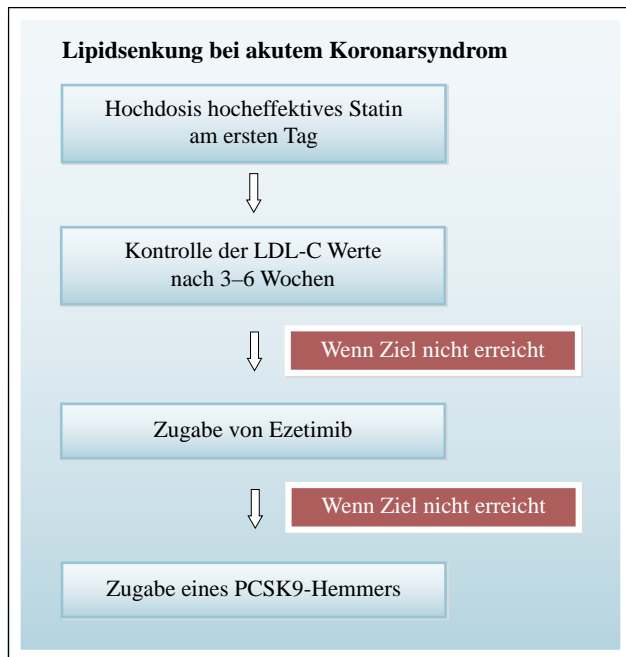 Lipidsenkung bei akutem Koronarsyndrom
Hochdosis hocheffektives Statin
am ersten Tag
Kontrolle der LDL-C Werte
nach 3–6 Wochen
Wenn Ziel nicht erreicht
Zugabe von Ezetimib
Wenn Ziel nicht erreicht
Zugabe eines PCSK9-Hemmers